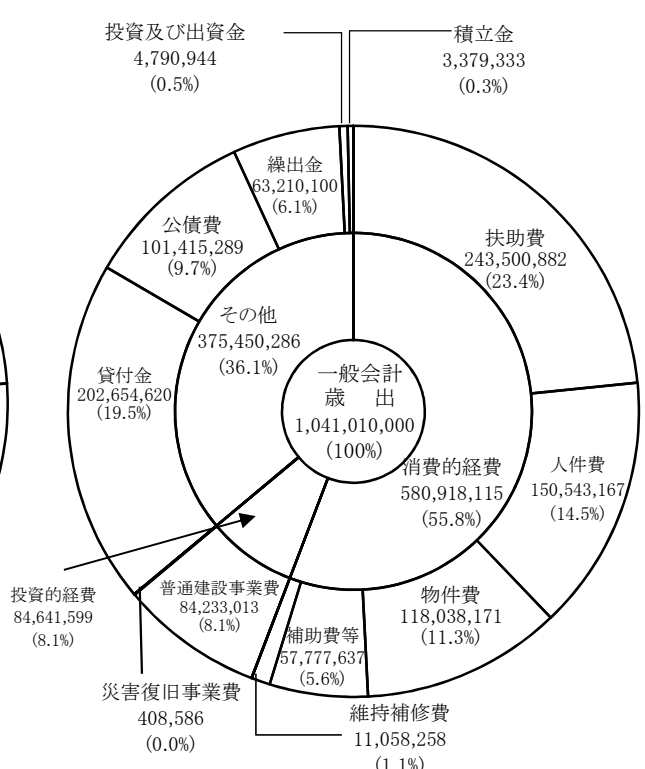 投資及び出資金
4,790,944
(0.5%)
積立金
3,379,333
(0.3%)
繰出金
63,210,100
(6.1%)
公債費
101,415,289
(9.7%)
扶助費
243,500,882
(23.4%)
その他
375,450,286
(36.1%)
貸付金
202,654,620
(19.5%)
一般会計
歳 出
1,041,010,000
(100%)
消費的経費
580,918,115
(55.8%)
人件費
150,543,167
(14.5%)
投資的経費
84,641,599
(8.1%)
普通建設事業費
84,233,013
(8.1%)
物件費
118,038,171
(11.3%)
補助費等
57,777,637
(5.6%)
災害復旧事業費
408,586
(0.0%)
維持補修費
11,058,258
(1.1%)